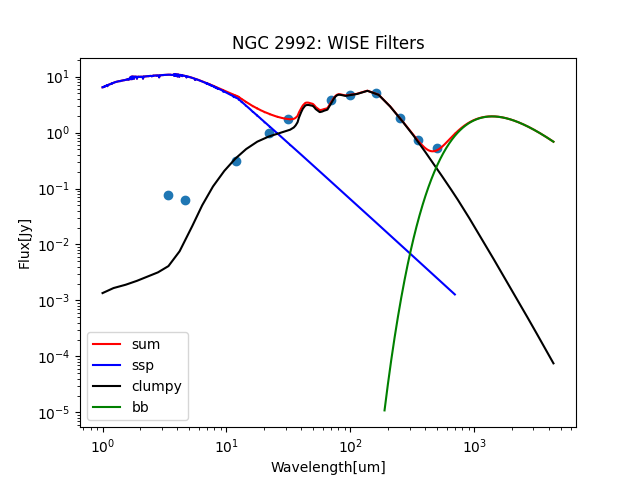 NGC 2992: WISE Filters
Flux[Jy]
10¹
10⁰
10⁻¹
10⁻²
10⁻³
10⁻⁴
10⁻⁵
sum
ssp
clumpy
bb
10⁰ 10¹ 10² 10³
Wavelength[um]